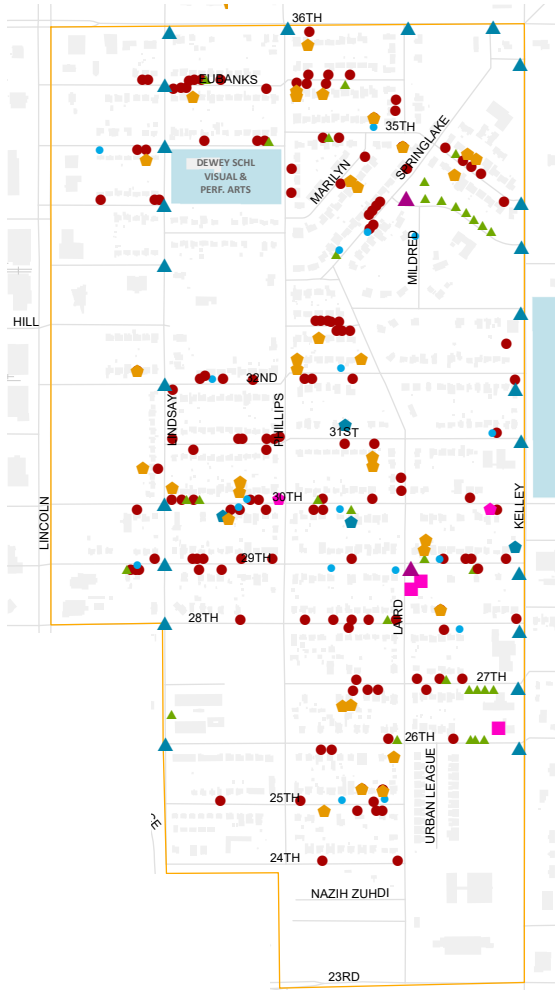 36TH
EUBANKS
35TH
SPRINGLAKE
DEWEY SCHL
VISUAL &
PERF. ARTS
MARILYN
MILDRED
HILL
32ND
LINDSAY
PHILLIPS
31ST
30TH
LINCOLN
KELLEY
29TH
28TH
LAIRD
27TH
26TH
URBAN LEAGUE
25TH
24TH
NAZIH ZUHDI
23RD